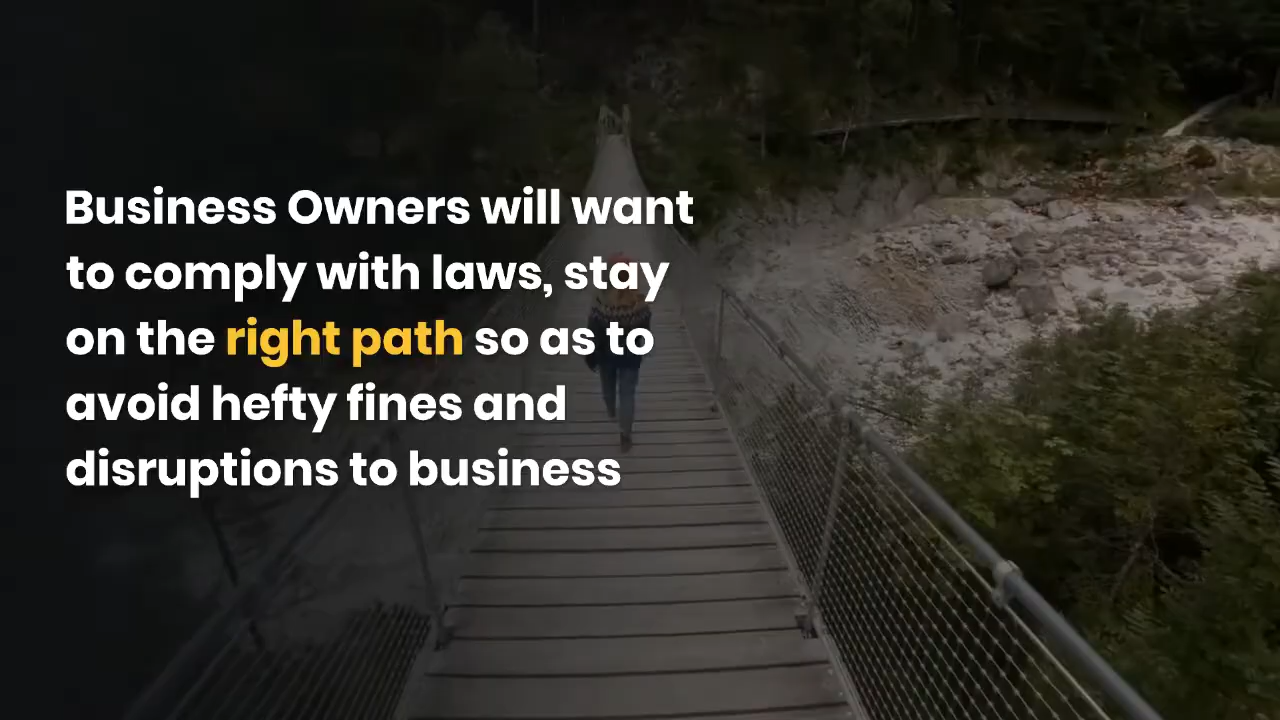 Business Owners will want
to comply with laws, stay
on the right path so as to
avoid hefty fines and
disruptions to business